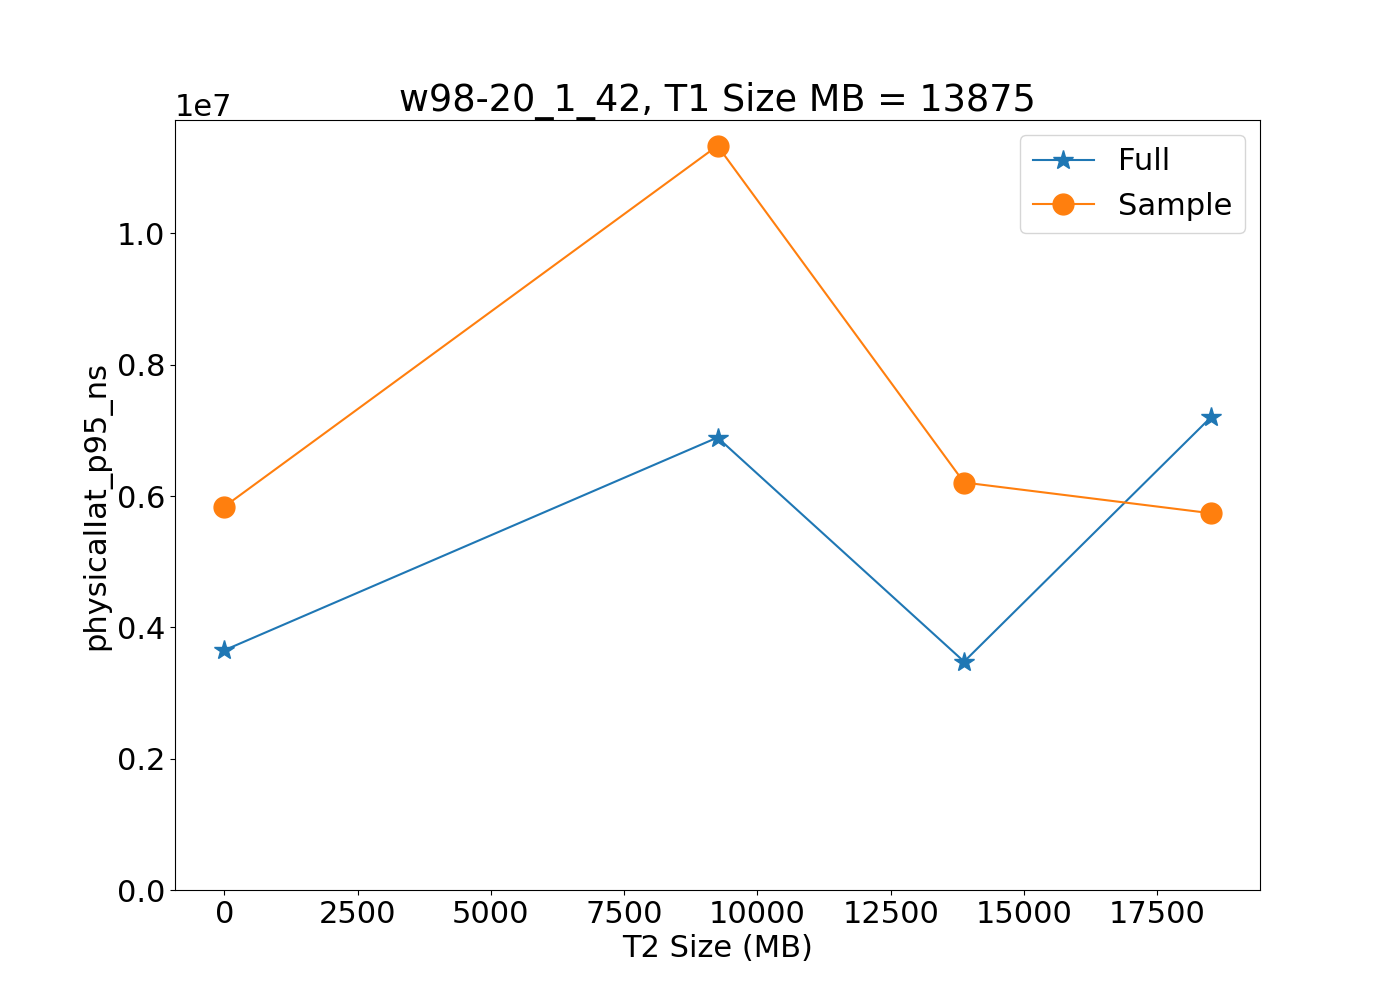 w98-20_1_42, T1 Size MB = 13875
1e7
Full
Sample
1.0
0.8
0.6
0.4
0.2
0.0
physicallat_p95_ns
0 2500 5000 7500 10000 12500 15000 17500
T2 Size (MB)